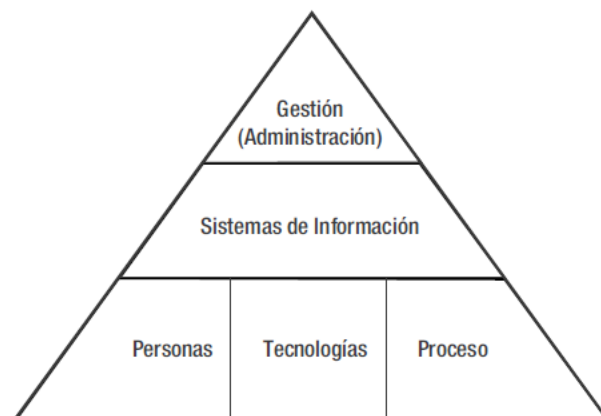 Gestión
(Administración)
Sistemas de Información
Personas
Tecnologías
Proceso